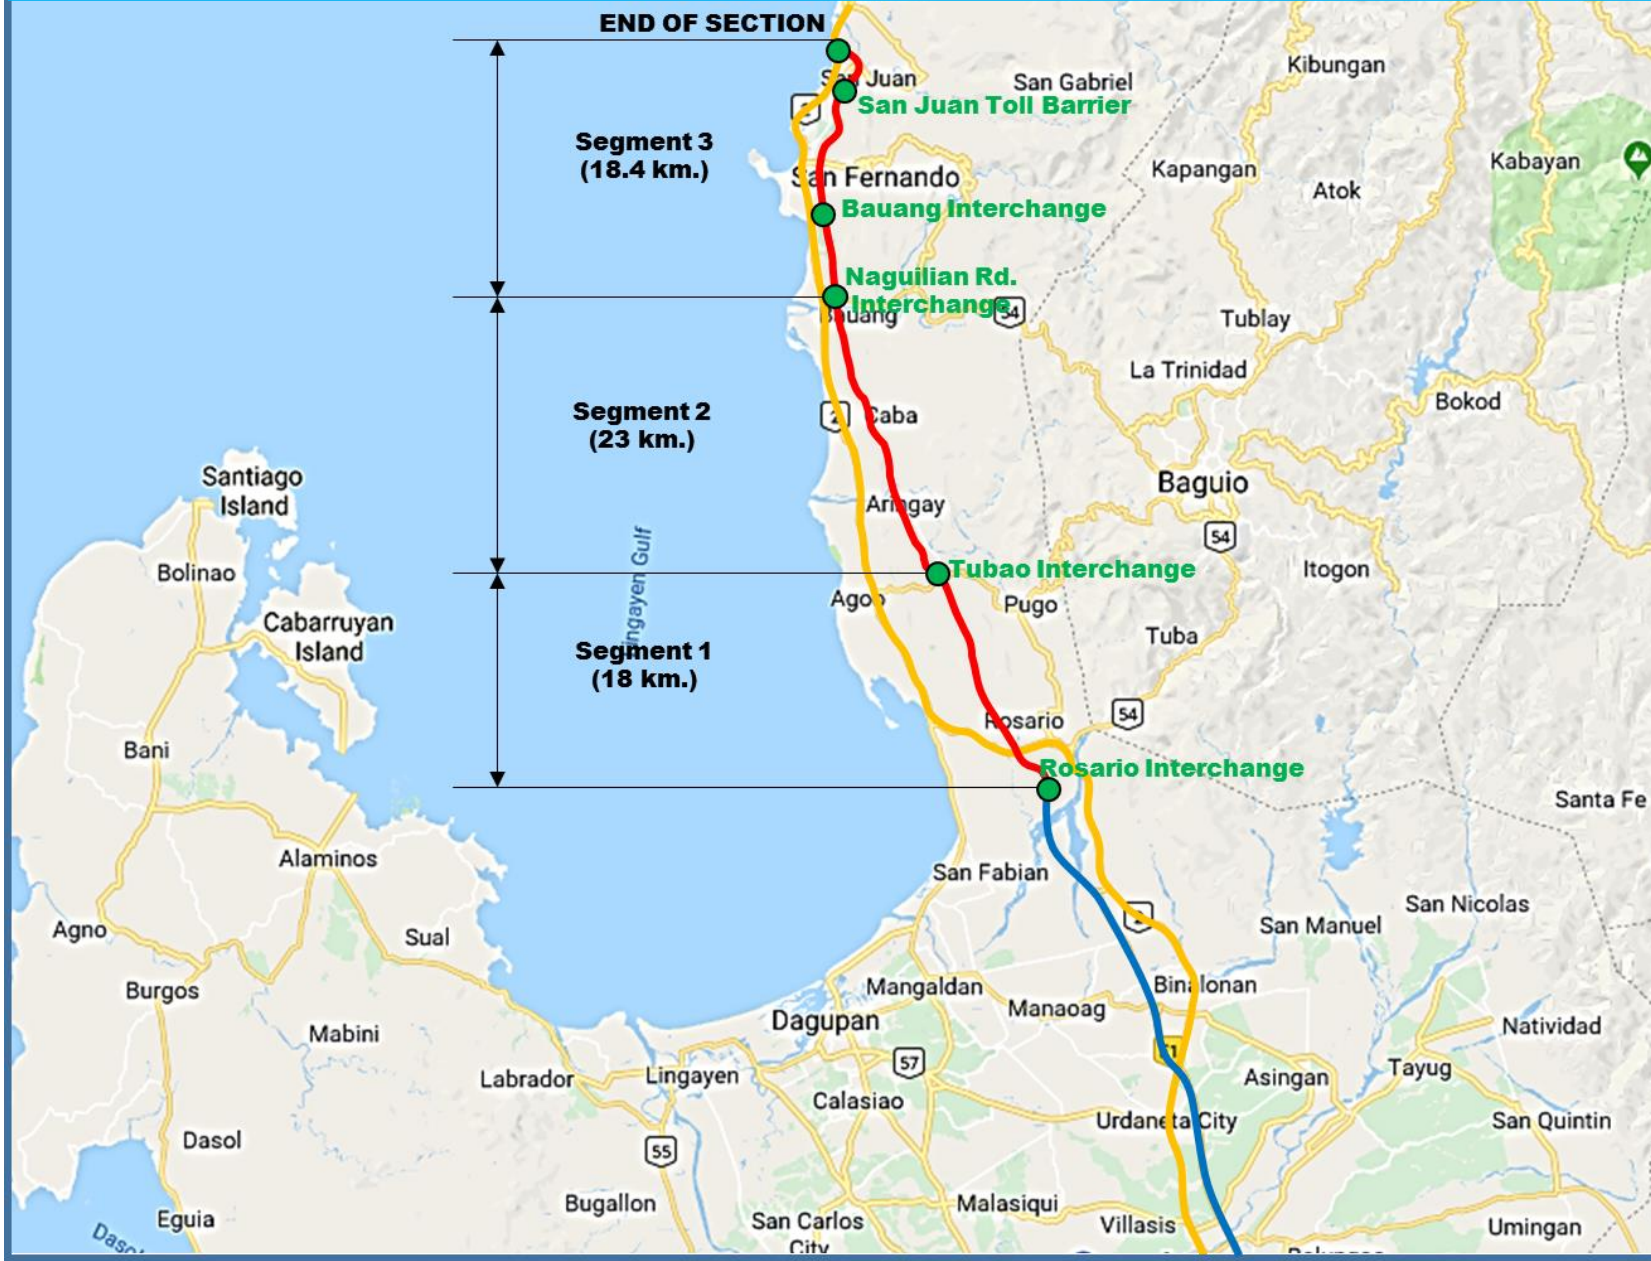 END OF SECTION
Kibungan
San Juan
San Gabriel
San Juan Toll Barrier
2
Segment 3
(18.4 km.)
Kabayan
Kapangan
San Fernando
Atok
Bauang Interchange
Naguilian Rd.
Interchange
Bauang
54
Tublay
La Trinidad
Bokod
Segment 2
(23 km.)
2
Caba
Santiago
Island
Baguio
Aringay
54
Bolinao
Tubao Interchange
Itogon
Lingayen Gulf
Agoo
Pugo
Cabarruyan
Island
Tuba
Segment 1
(18 km.)
Rosario
54
Bani
Rosario Interchange
Santa Fe
Alaminos
San Fabian
San Nicolas
2
San Manuel
Agno
Sual
Burgos
Mangaldan
Binalonan
Manaoag
Dagupan
Natividad
Mabini
E1
57
Labrador
Lingayen
Asingan
Tayug
Calasiao
Urdaneta City
San Quintin
Dasol
55
Bugallon
Malasiqui
Eguia
San Carlos
City
Villasis
Umingan